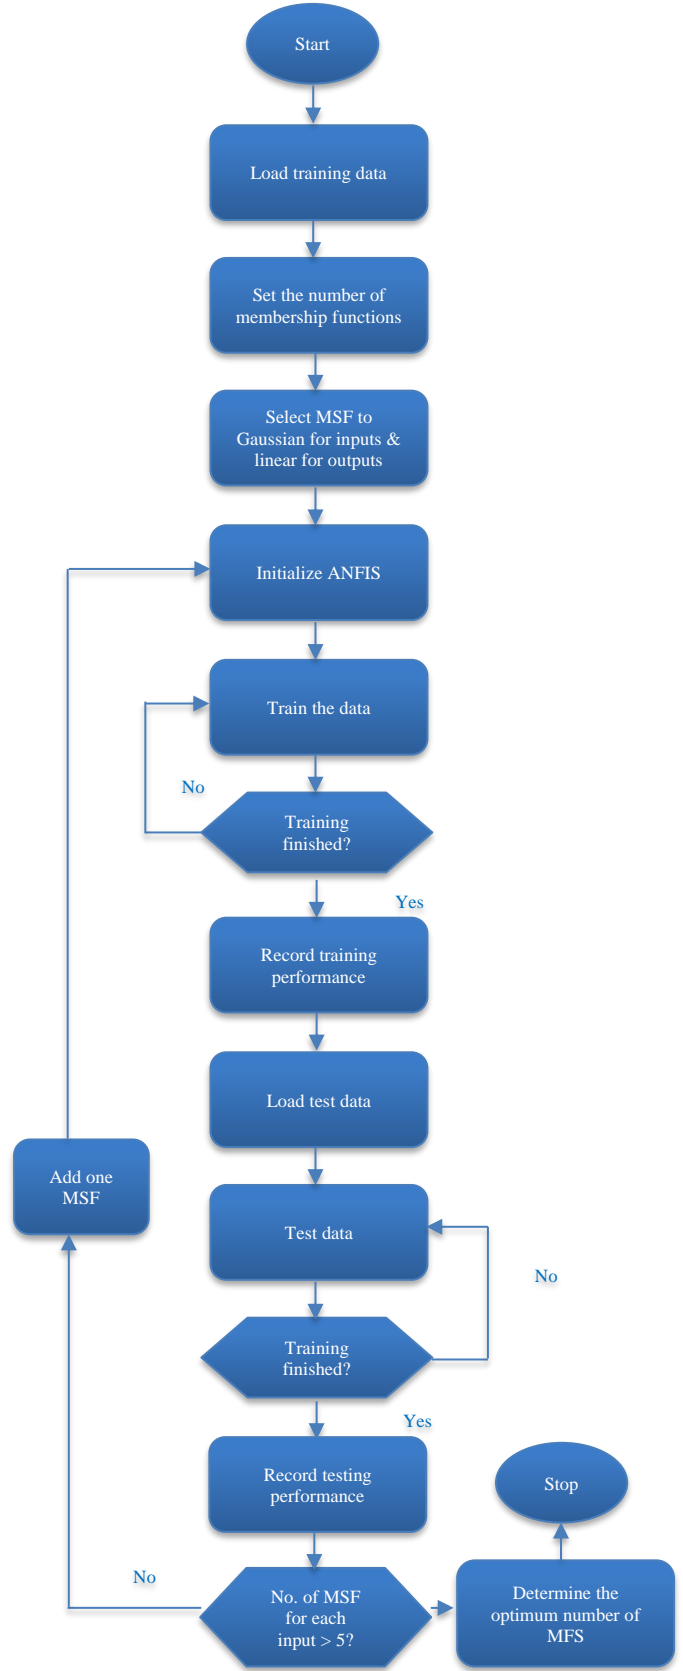 Start
Load training data
Set the number of
membership functions
Select MSF to
Gaussian for inputs &
linear for outputs
Initialize ANFIS
Train the data
No
Training
finished?
Yes
Record training
performance
Load test data
Add one
MSF
Test data
No
Training
finished?
Yes
Record testing
performance
Stop
No
No. of MSF
for each
input > 5?
Determine the
optimum number of
MFS